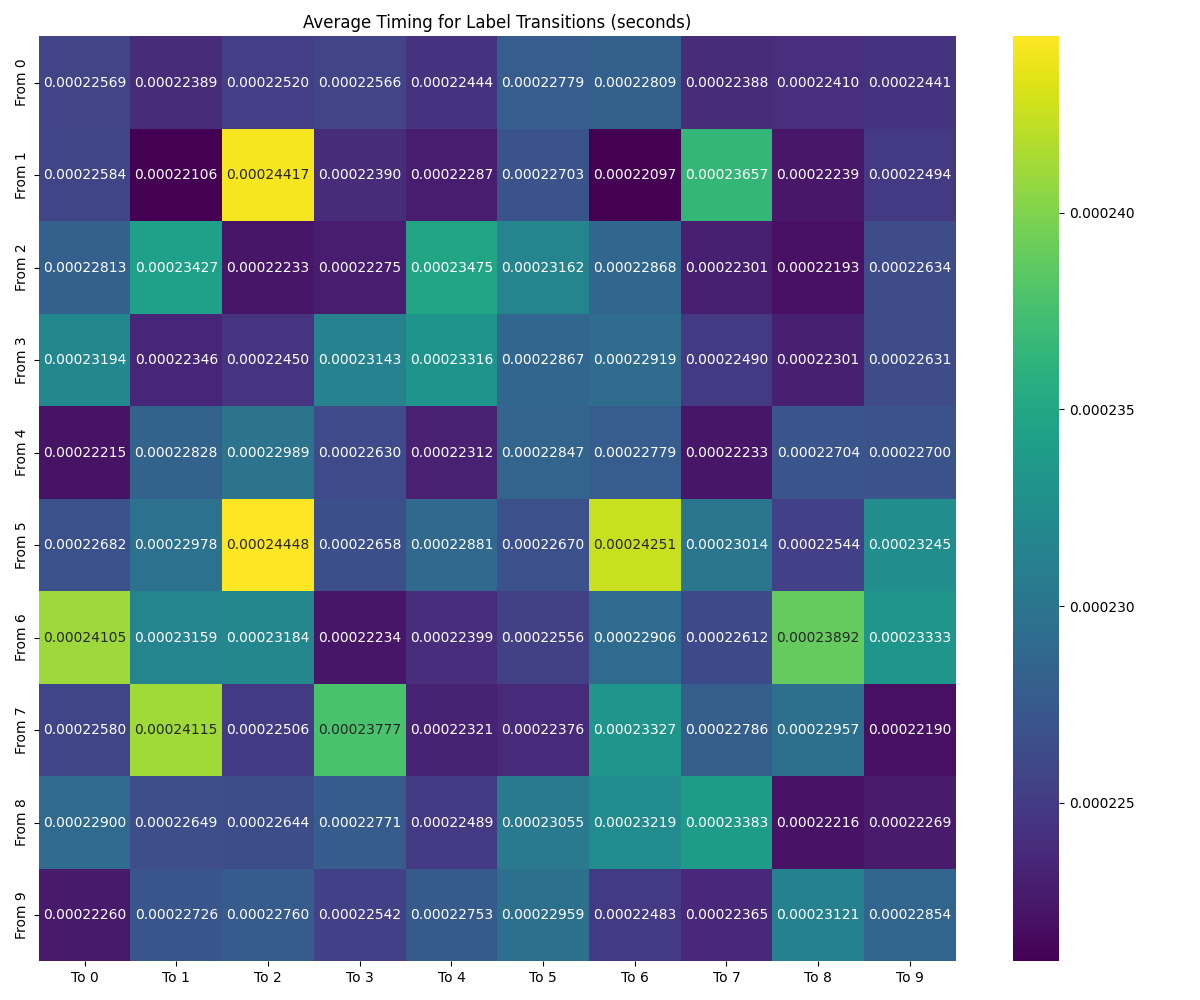 Average Timing for Label Transitions (seconds)
From 0 0.00022569 0.00022389 0.00022520 0.00022566 0.00022444 0.00022779 0.00022809 0.00022388 0.00022410 0.00022441
From 1 0.00022584 0.00022106 0.00024417 0.00022390 0.00022287 0.00022703 0.00022097 0.00023657 0.00022239 0.00022494
0.000240
From 2 0.00022813 0.00023427 0.00022233 0.00022275 0.00023475 0.00023162 0.00022868 0.00022301 0.00022193 0.00022634
From 3 0.00023194 0.00022346 0.00022450 0.00023143 0.00023316 0.00022867 0.00022919 0.00022490 0.00022301 0.00022631
0.000235
From 4 0.00022215 0.00022828 0.00022989 0.00022630 0.00022312 0.00022847 0.00022779 0.00022233 0.00022704 0.00022700
From 5 0.00022682 0.00022978 0.00024448 0.00022658 0.00022881 0.00022670 0.00024251 0.00023014 0.00022544 0.00023245
0.000230
From 6 0.00024105 0.00023159 0.00023184 0.00022234 0.00022399 0.00022556 0.00022906 0.00022612 0.00023892 0.00023333
From 7 0.00022580 0.00024115 0.00022506 0.00023777 0.00022321 0.00022376 0.00023327 0.00022786 0.00022957 0.00022190
0.000225
From 8 0.00022900 0.00022649 0.00022644 0.00022771 0.00022489 0.00023055 0.00023219 0.00023383 0.00022216 0.00022269
From 9 0.00022260 0.00022726 0.00022760 0.00022542 0.00022753 0.00022959 0.00022483 0.00022365 0.00023121 0.00022854
To 0 To 1 To 2 To 3 To 4 To 5 To 6 To 7 To 8 To 9